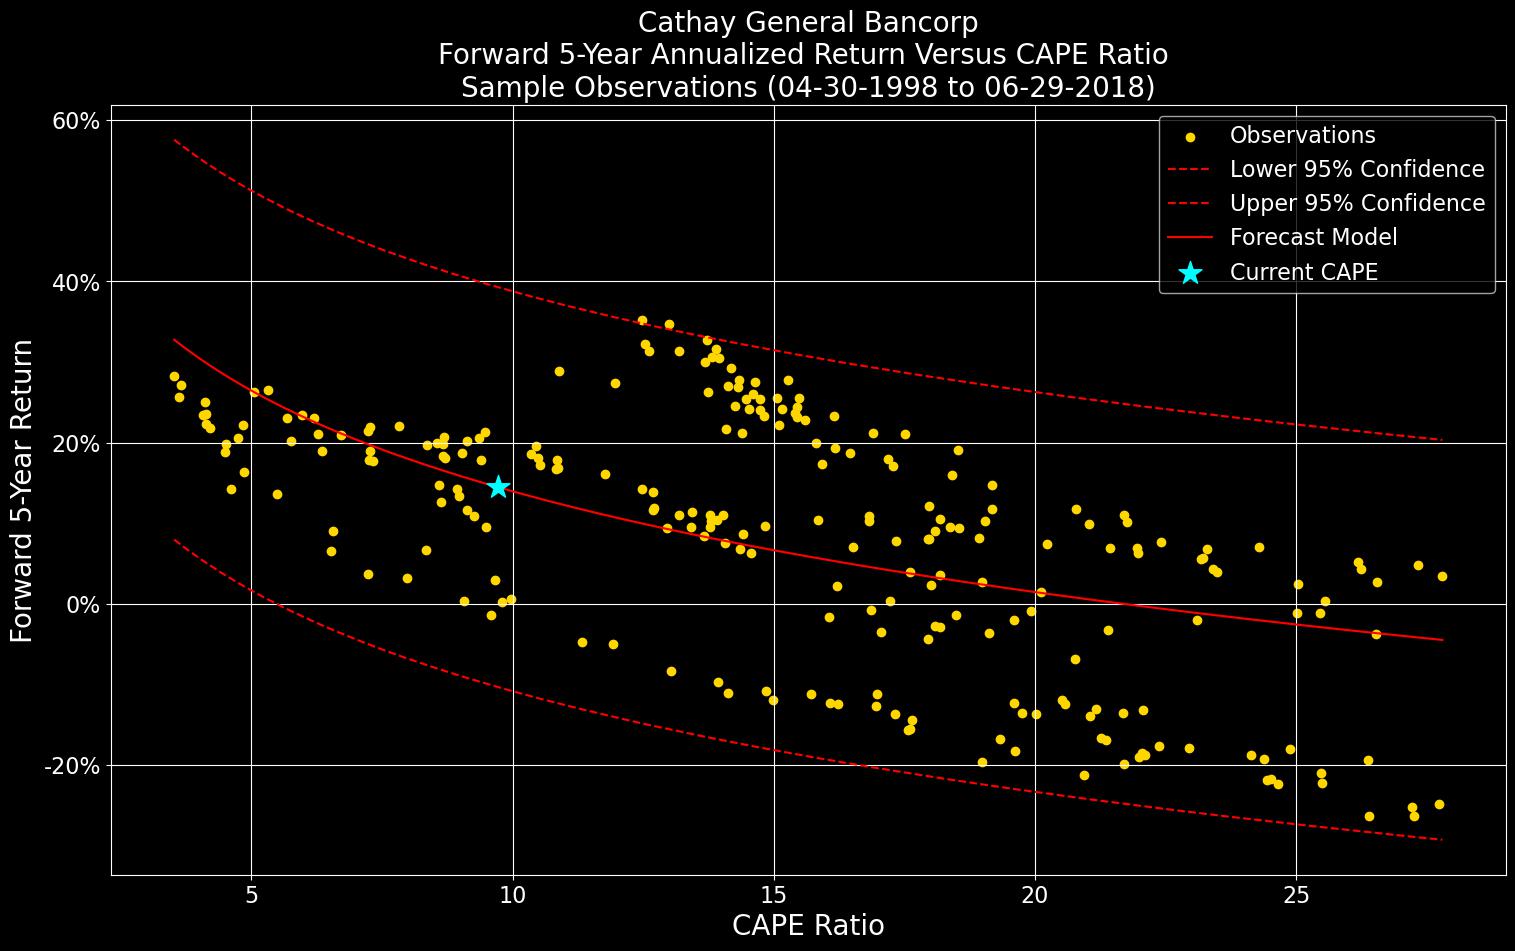 Cathay General Bancorp
Forward 5-Year Annualized Return Versus CAPE Ratio
Sample Observations (04-30-1998 to 06-29-2018)
Observations
Lower 95% Confidence
Upper 95% Confidence
Forecast Model
Current CAPE
Forward 5-Year Return
60%
40%
20%
0%
-20%
5
10
15
20
25
CAPE Ratio